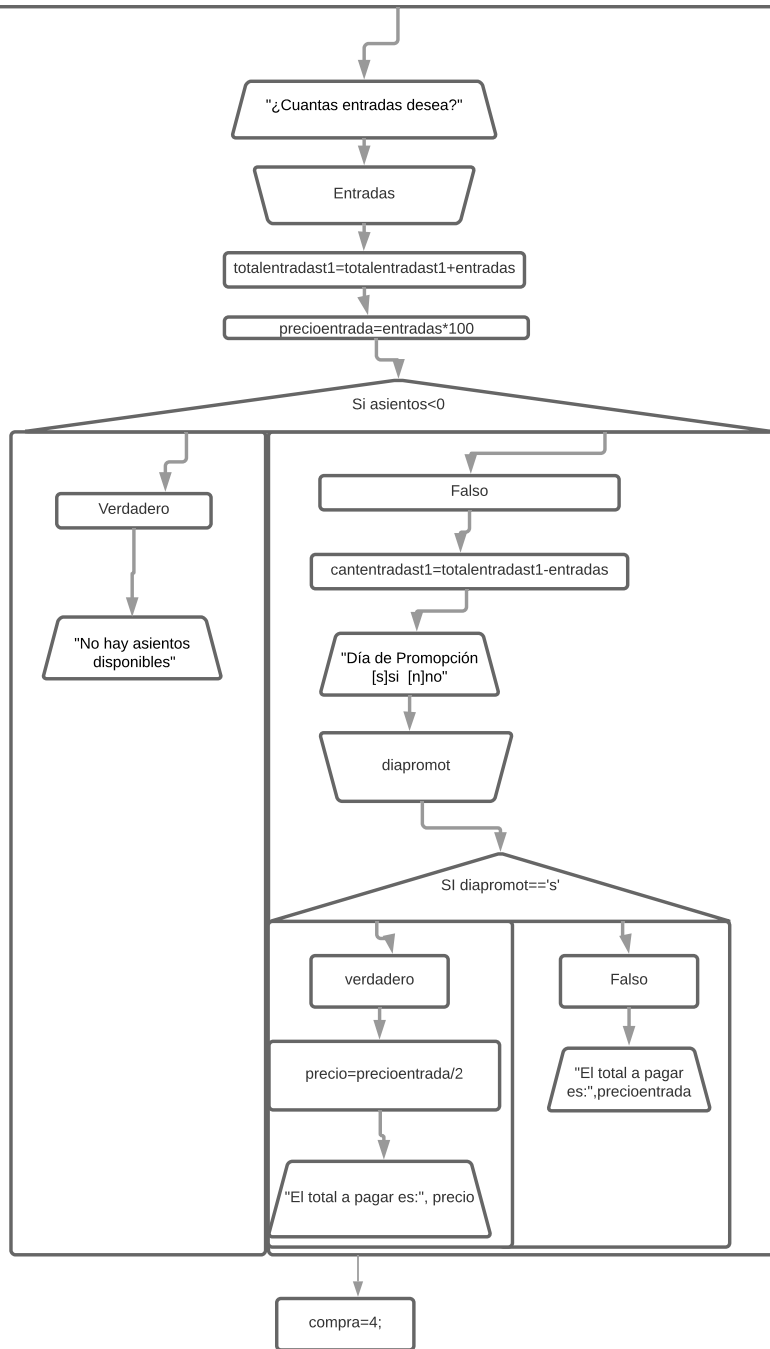 "¿Cuantas entradas desea?"
Entradas
totalentradast1=totalentradast1+entradas
precioentrada=entradas*100
Si asientos<0
Verdadero
"No hay asientos
disponibles"
Falso
cantentradast1=totalentradast1-entradas
"Día de Promopción
[s]si [n]no"
diapromot
SI diapromot=='s'
verdadero
precio=precioentrada/2
"El total a pagar es:", precio
Falso
"El total a pagar
es:",precioentrada
compra=4;